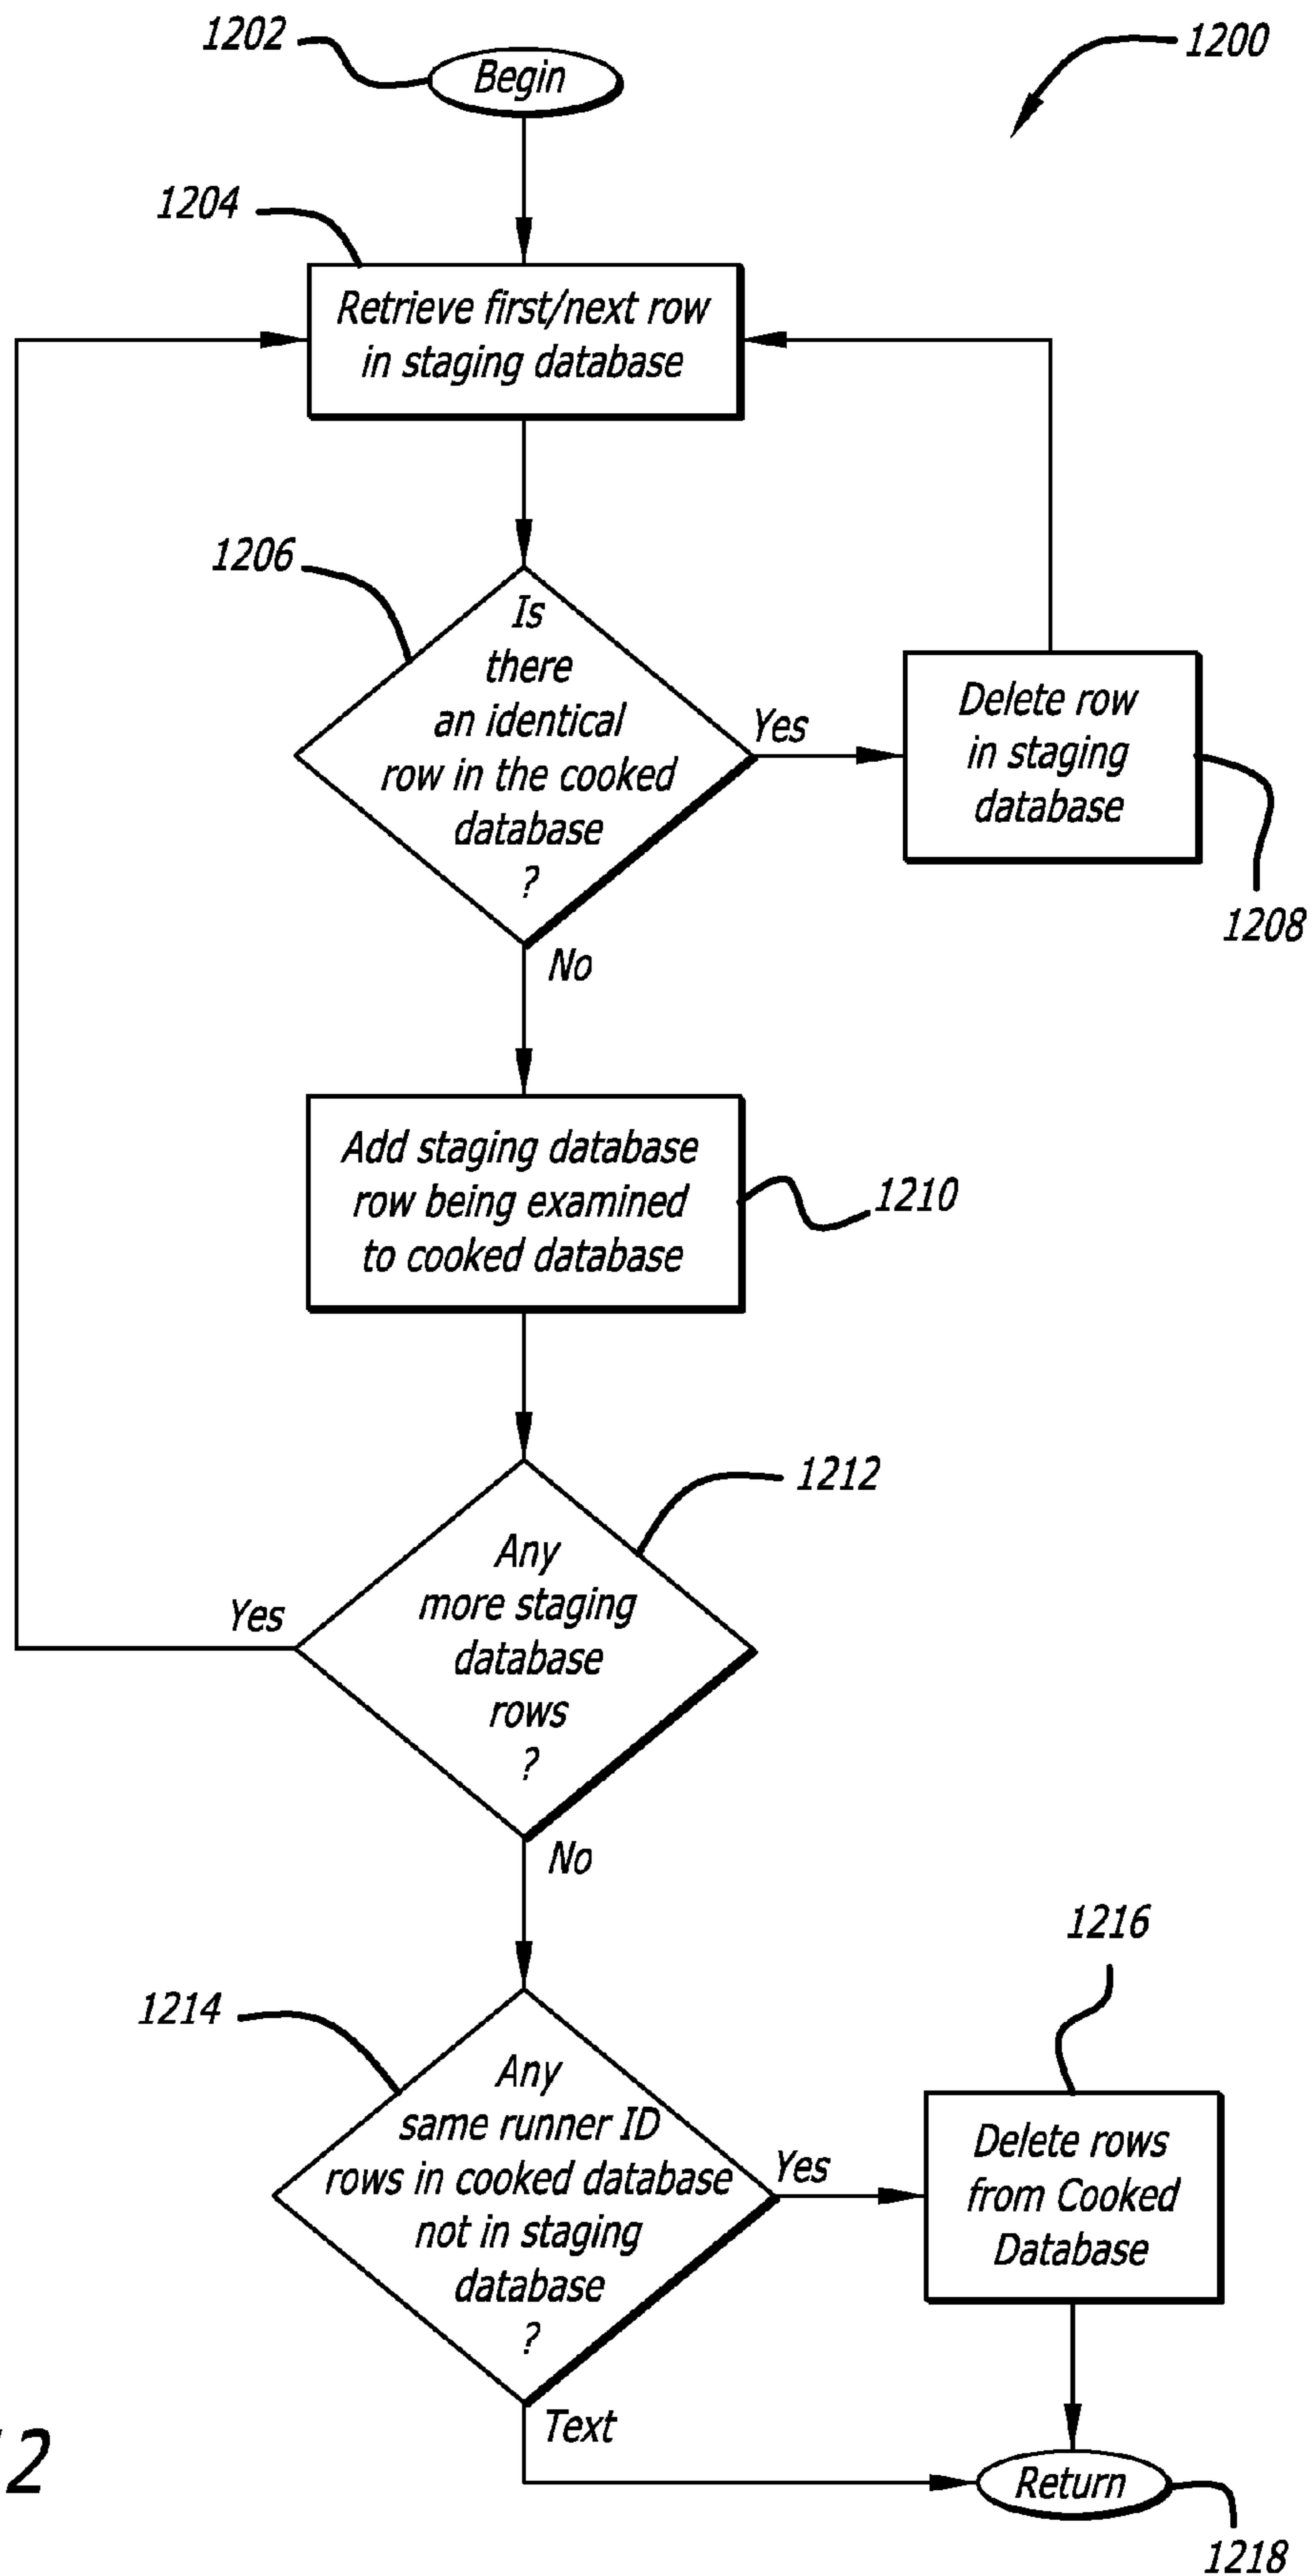 1202
Begin
1200
1204
Retrieve first/next row
in staging database
1206
Is
there
an identical
row in the cooked
database
?
Yes
Delete row
in staging
database
1208
No
Add staging database
row being examined
to cooked database
1210
1212
Any
more staging
database
rows
?
Yes
No
1214
Any
same runner ID
rows in cooked database
not in staging
database
?
Yes
1216
Delete rows
from Cooked
Database
Text
Return
1218
2